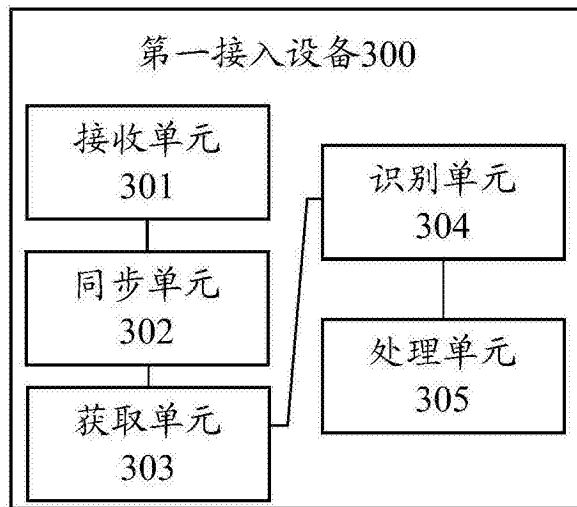 第一接入设备300
接收单元
301
同步单元
302
获取单元
303
识别单元
304
处理单元
305